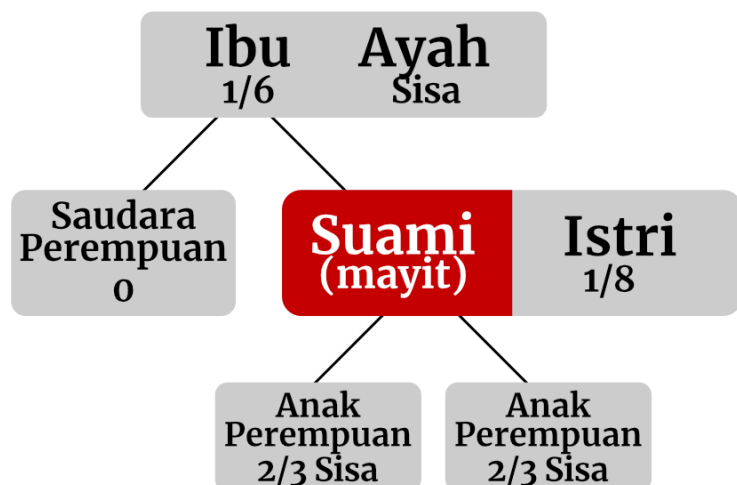 Ibu Ayah
1/6 Sisa
Saudara
Perempuan
0
Suami
(mayit)
Istri
1/8
Anak
Perempuan
2/3 Sisa
Anak
Perempuan
2/3 Sisa